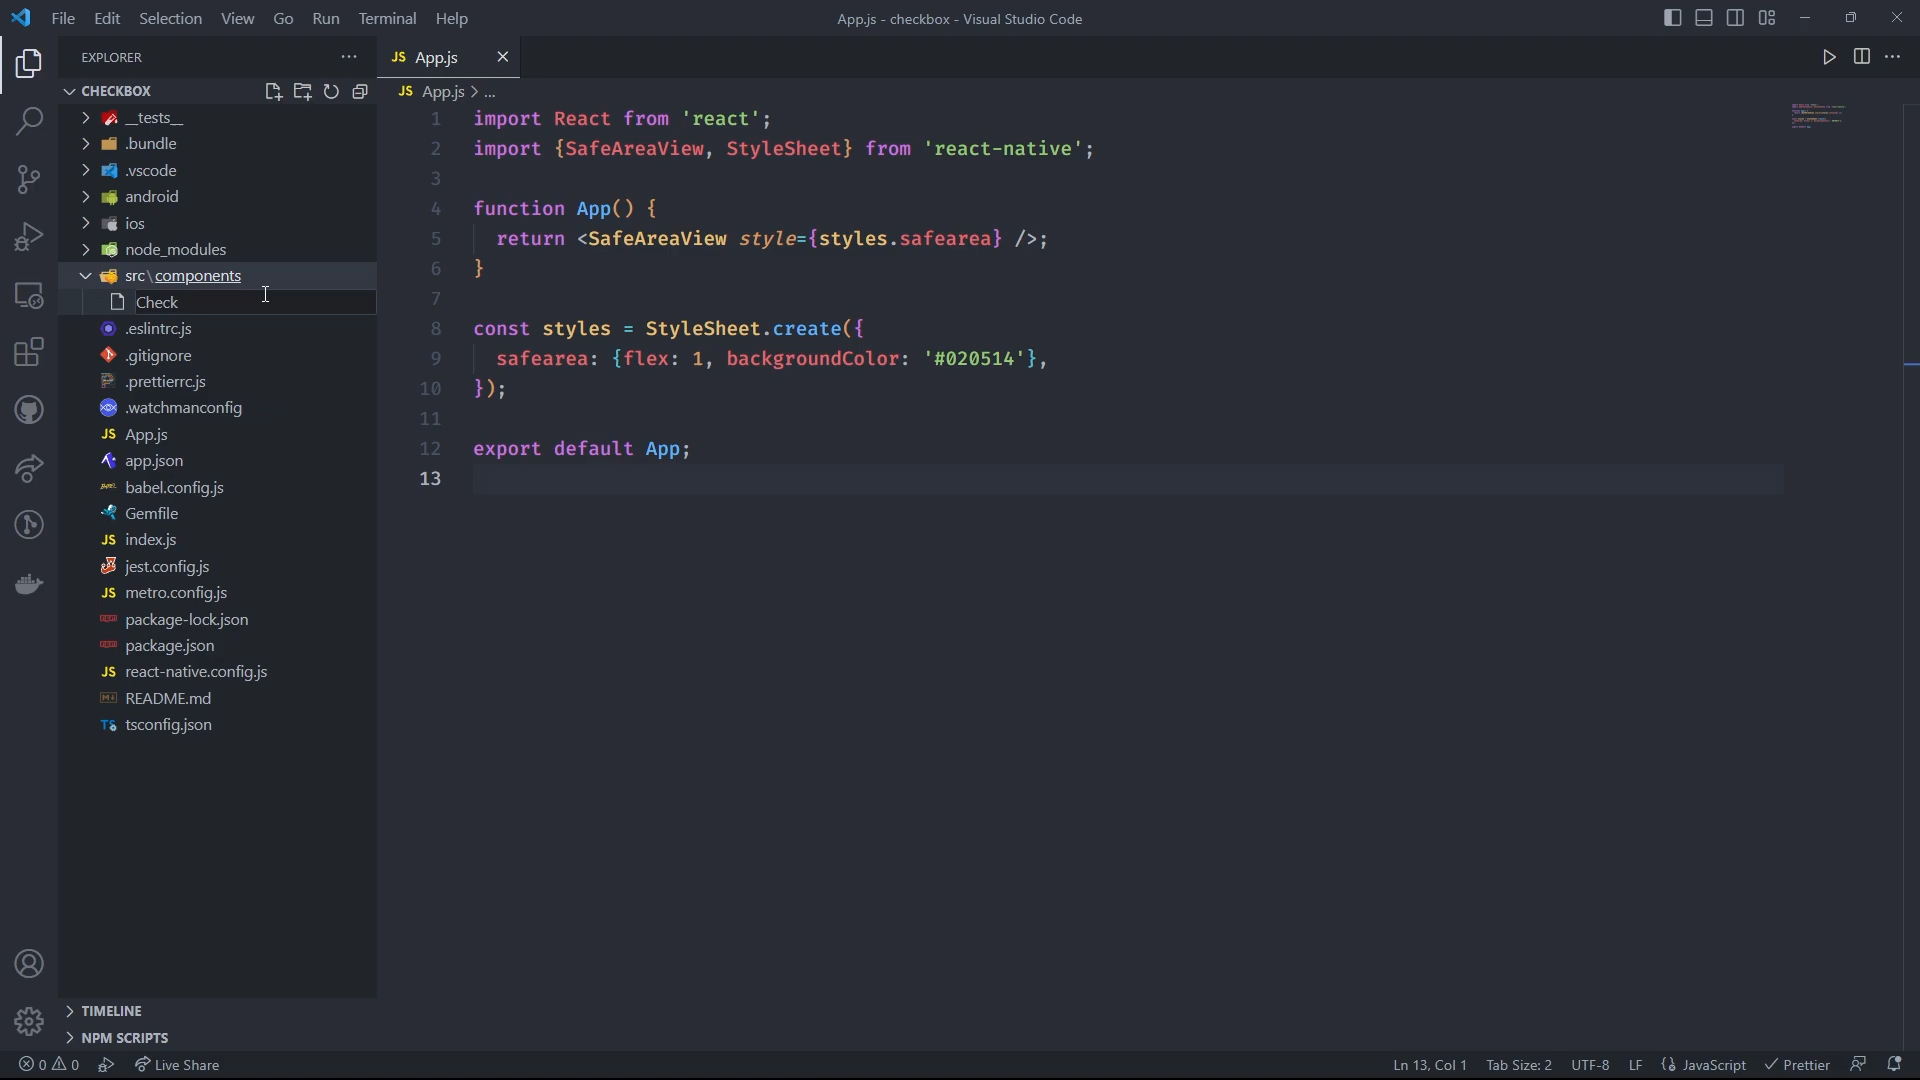 File Edit Selection View Go Run Terminal Help
App.js - checkbox - Visual Studio Code
EXPLORER
CHECKBOX
__tests__
.bundle
.vscode
android
ios
node_modules
src\components
Check
.eslintrc.js
.gitignore
.prettierrc.js
.watchmanconfig
JS App.js
app.json
babel.config.js
Gemfile
JS index.js
jest.config.js
JS metro.config.js
package-lock.json
package.json
JS react-native.config.js
README.md
TS tsconfig.json
TIMELINE
NPM SCRIPTS
JS App.js
JS App.js > ...
1 import React from 'react';
2 import {SafeAreaView, StyleSheet} from 'react-native';
3
4 function App() {
5 return <SafeAreaView style={styles.safearea} />;
6 }
7
8 const styles = StyleSheet.create({
9 safearea: {flex: 1, backgroundColor: '#020514'},
10 });
11
12 export default App;
13
0 0 Live Share
Ln 13, Col 1 Tab Size: 2 UTF-8 LF {} JavaScript Prettier